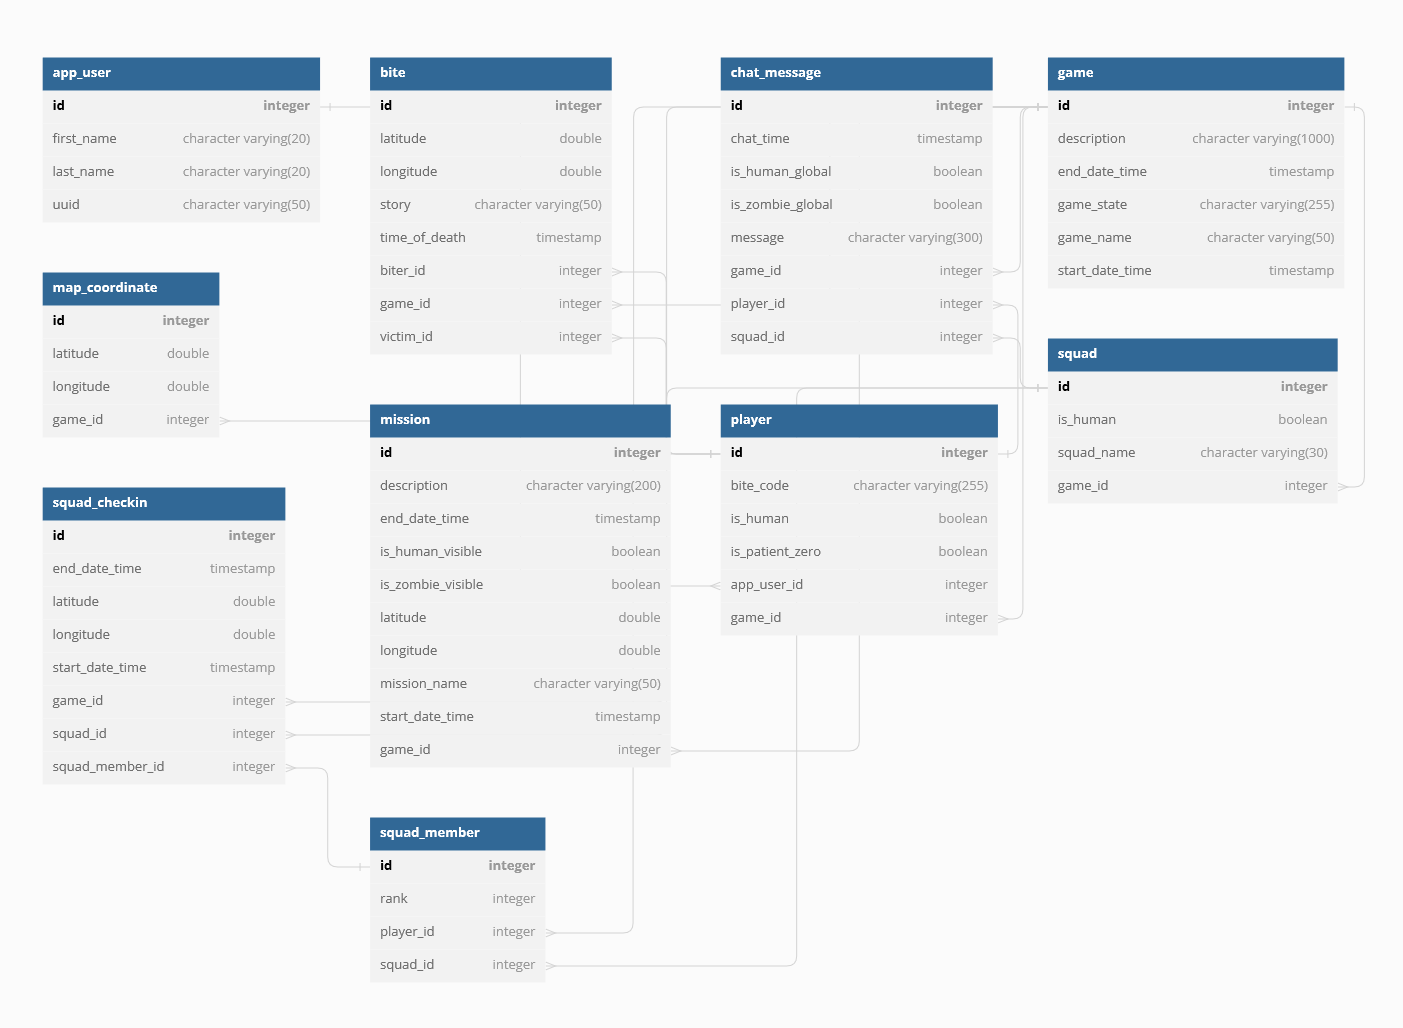 app_user
id integer
first_name character varying(20)
last_name character varying(20)
uuid character varying(50)
bite
id integer
latitude double
longitude double
story character varying(50)
time_of_death timestamp
biter_id integer
game_id integer
victim_id integer
chat_message
id integer
chat_time timestamp
is_human_global boolean
is_zombie_global boolean
message character varying(300)
game_id integer
player_id integer
squad_id integer
game
id integer
description character varying(1000)
end_date_time timestamp
game_state character varying(255)
game_name character varying(50)
start_date_time timestamp
map_coordinate
id integer
latitude double
longitude double
game_id integer
squad
id integer
is_human boolean
squad_name character varying(30)
game_id integer
mission
id integer
description character varying(200)
end_date_time timestamp
is_human_visible boolean
is_zombie_visible boolean
latitude double
longitude double
mission_name character varying(50)
start_date_time timestamp
game_id integer
player
id integer
bite_code character varying(255)
is_human boolean
is_patient_zero boolean
app_user_id integer
game_id integer
squad_checkin
id integer
end_date_time timestamp
latitude double
longitude double
start_date_time timestamp
game_id integer
squad_id integer
squad_member_id integer
squad_member
id integer
rank integer
player_id integer
squad_id integer